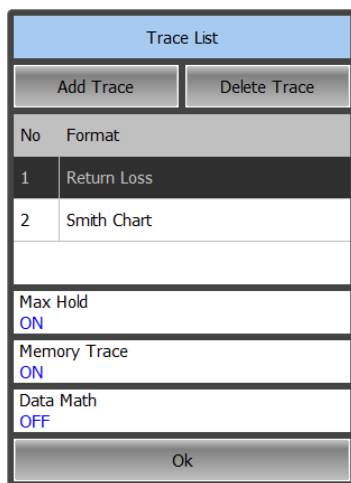 Trace List
Add Trace Delete Trace
No Format
1 Return Loss
2 Smith Chart
Max Hold
ON
Memory Trace
ON
Data Math
OFF
Ok